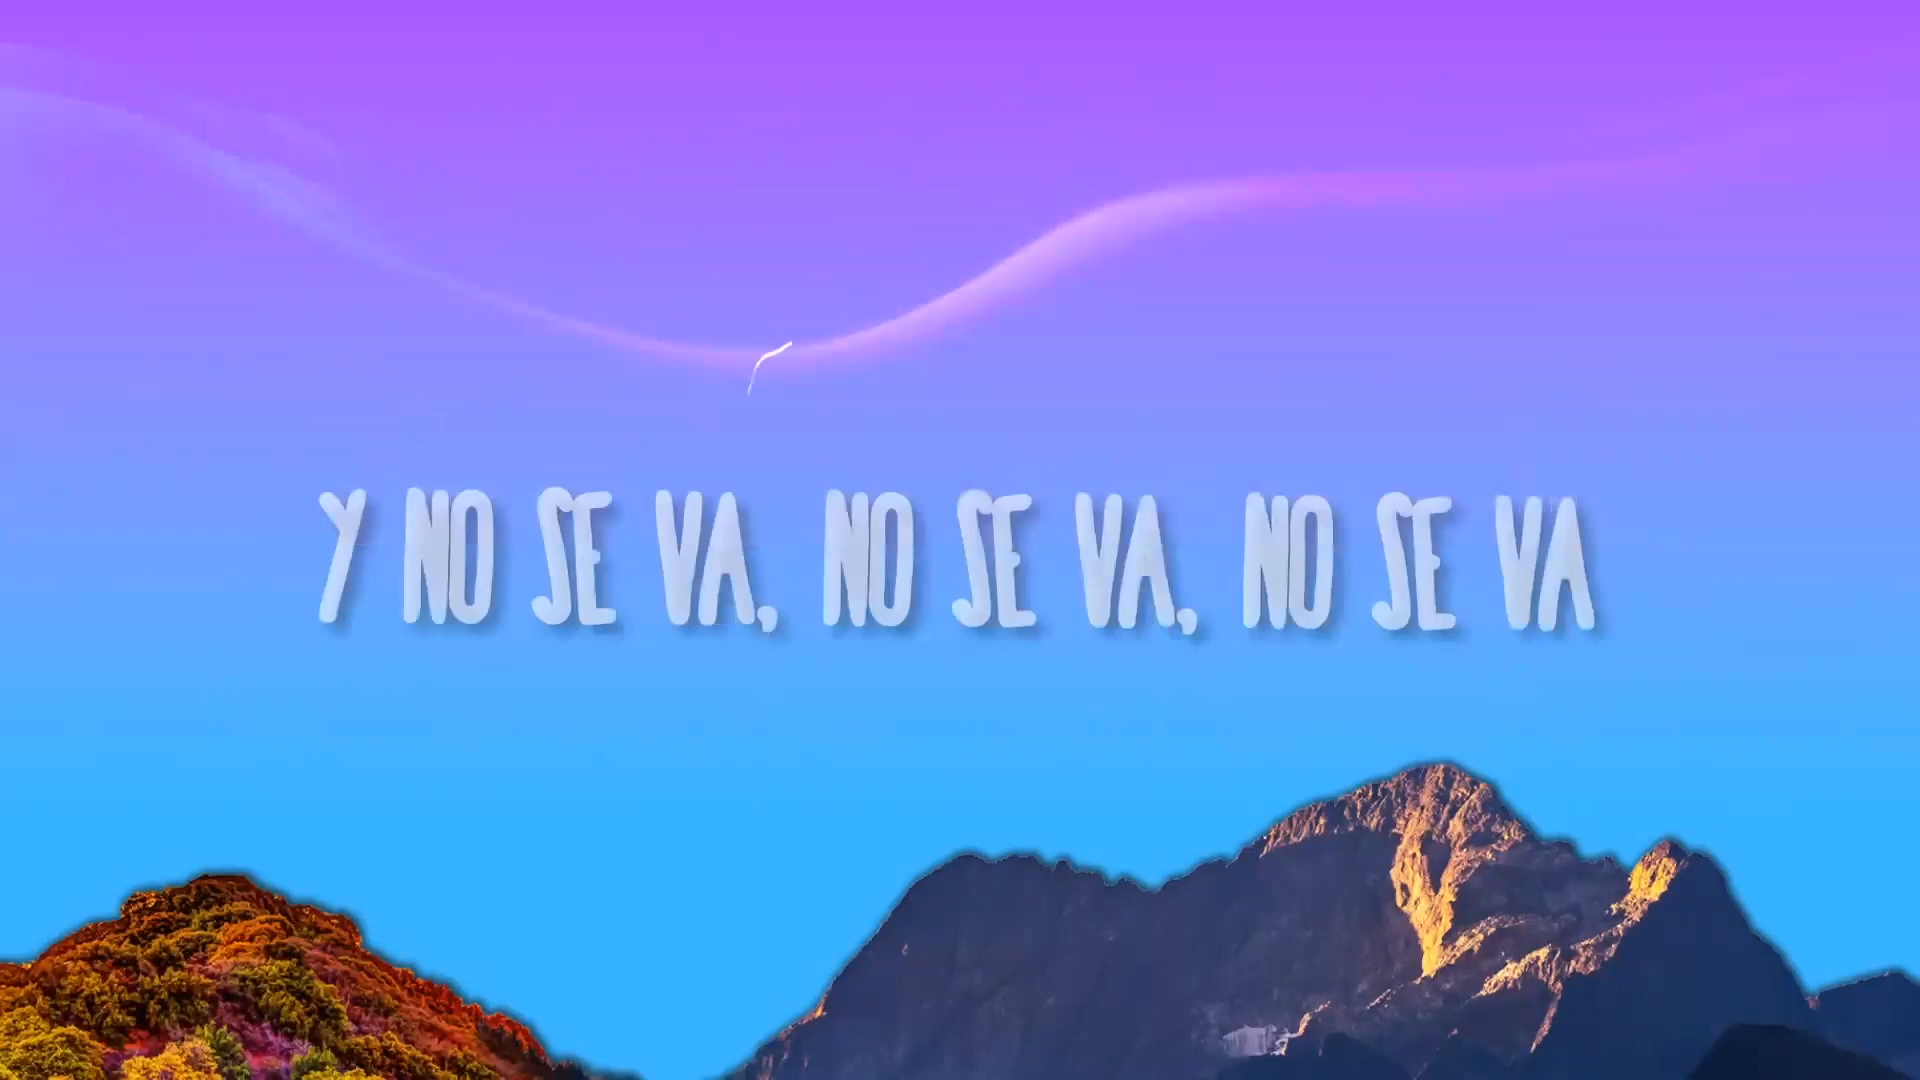 Y NO SE VA, NO SE VA, NO SE VA